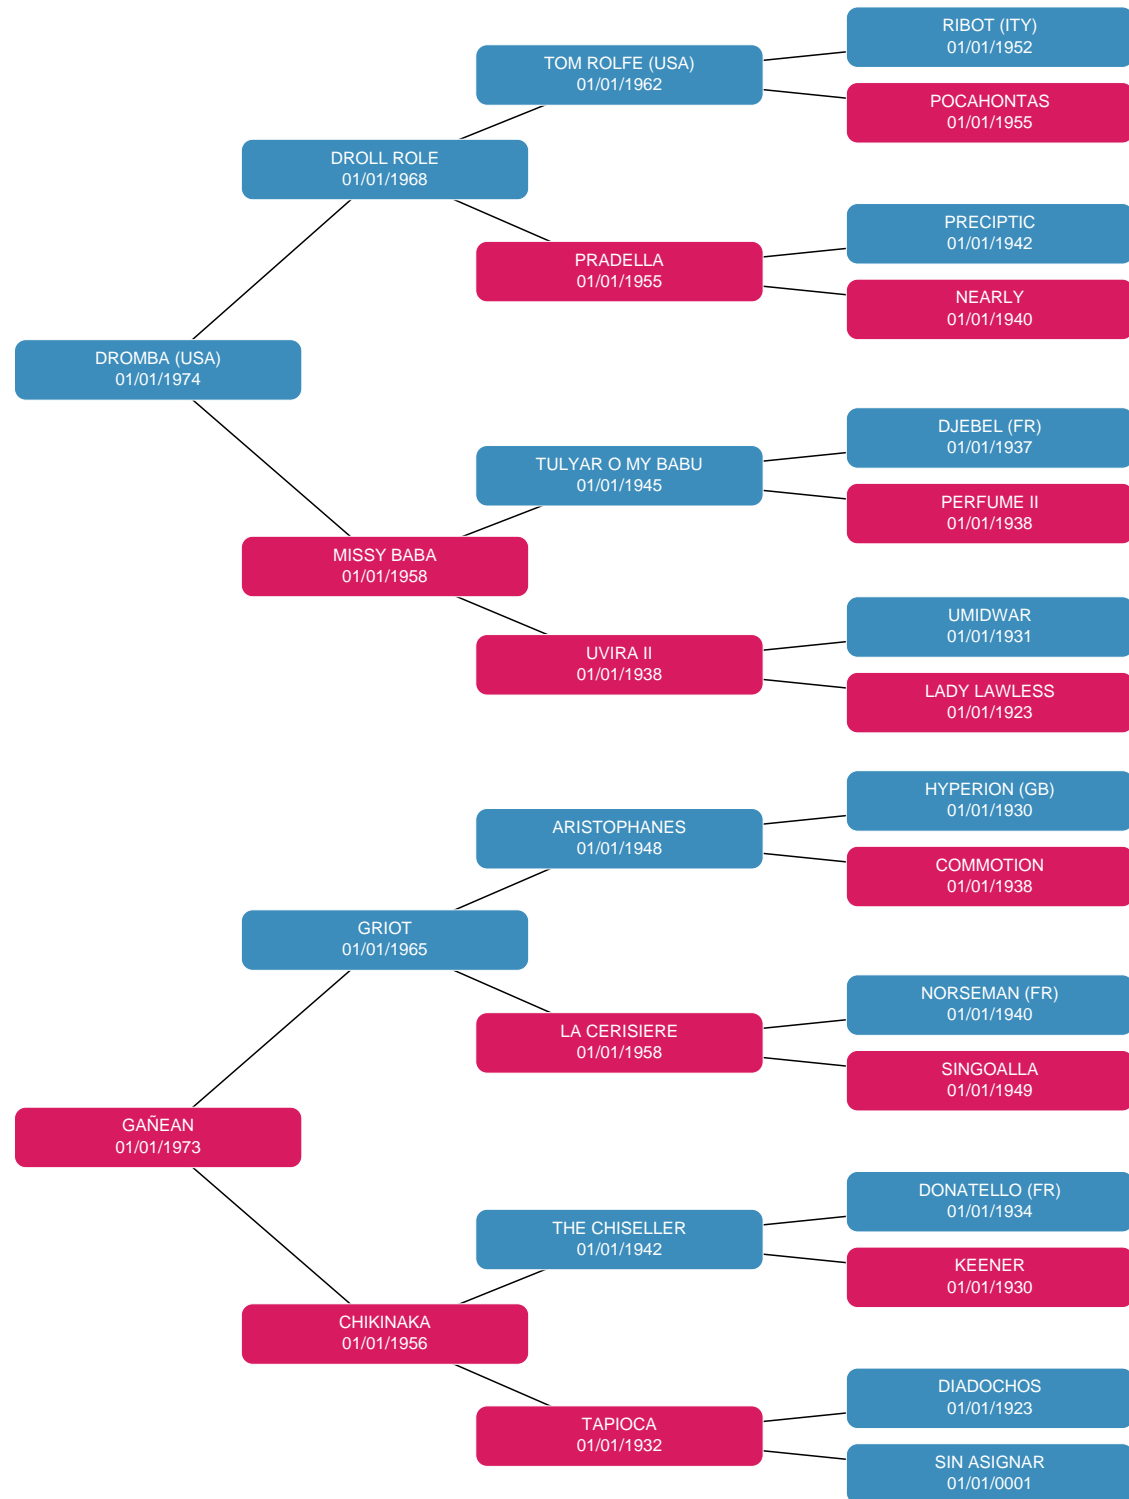 RIBOT (ITY)
01/01/1952
TOM ROLFE (USA)
01/01/1962
POCAHONTAS
01/01/1955
DROLL ROLE
01/01/1968
PRECIPTIC
01/01/1942
PRADELLA
01/01/1955
NEARLY
01/01/1940
DROMBA (USA)
01/01/1974
DJEBEL (FR)
01/01/1937
TULYAR O MY BABU
01/01/1945
PERFUME II
01/01/1938
MISSY BABA
01/01/1958
UMIDWAR
01/01/1931
UVIRA II
01/01/1938
LADY LAWLESS
01/01/1923
HYPERION (GB)
01/01/1930
ARISTOPHANES
01/01/1948
COMMOTION
01/01/1938
GRIOT
01/01/1965
NORSEMAN (FR)
01/01/1940
LA CERISIERE
01/01/1958
SINGOALLA
01/01/1949
GAÑEAN
01/01/1973
DONATELLO (FR)
01/01/1934
THE CHISELLER
01/01/1942
KEENER
01/01/1930
CHIKINAKA
01/01/1956
DIADOCHOS
01/01/1923
TAPIOCA
01/01/1932
SIN ASIGNAR
01/01/0001